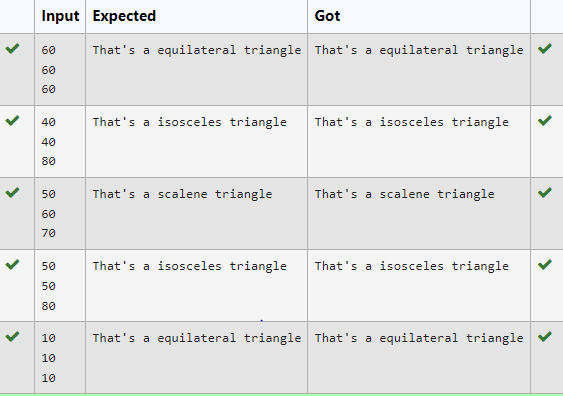 Input Expected Got
60 That's a equilateral triangle That's a equilateral triangle
60
60
40 That's a isosceles triangle That's a isosceles triangle
40
80
50 That's a scalene triangle That's a scalene triangle
60
70
50 That's a isosceles triangle That's a isosceles triangle
50
80
10 That's a equilateral triangle That's a equilateral triangle
10
10